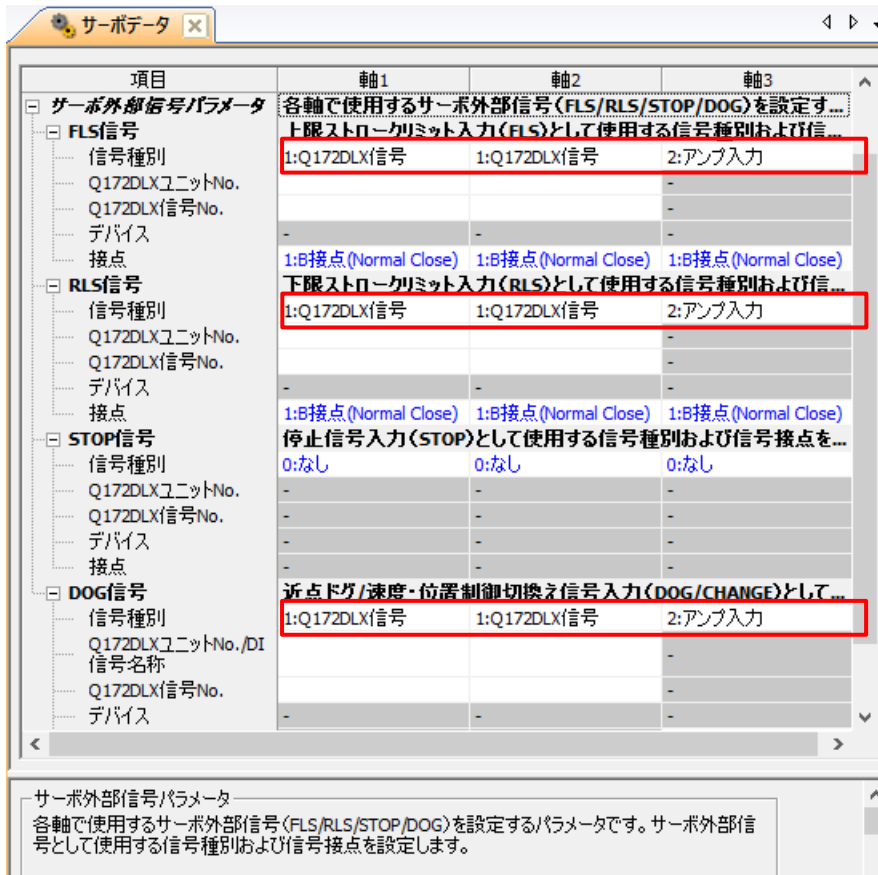 サーボデータ
項目 軸1 軸2 軸3
サーボ外部信号パラメータ 各軸で使用するサーボ外部信号(FLS/RLS/STOP/DOG)を設定す...
FLS信号 上限ストロークリミット入力(FLS)として使用する信号種別および信...
信号種別 1:Q172DLX信号 1:Q172DLX信号 2:アンプ入力
Q172DLXユニットNo. -
Q172DLX信号No. -
デバイス - - -
接点 1:B接点(Normal Close) 1:B接点(Normal Close) 1:B接点(Normal Close)
RLS信号 下限ストロークリミット入力(RLS)として使用する信号種別および信...
信号種別 1:Q172DLX信号 1:Q172DLX信号 2:アンプ入力
Q172DLXユニットNo. -
Q172DLX信号No. -
デバイス - - -
接点 1:B接点(Normal Close) 1:B接点(Normal Close) 1:B接点(Normal Close)
STOP信号 停止信号入力(STOP)として使用する信号種別および信号接点を...
信号種別 0:なし 0:なし 0:なし
Q172DLXユニットNo. - - -
Q172DLX信号No. - - -
デバイス - - -
接点 - - -
DOG信号 近点ドグ/速度・位置制御切換え信号入力(DOG/CHANGE)として...
信号種別 1:Q172DLX信号 1:Q172DLX信号 2:アンプ入力
Q172DLXユニットNo./DI
信号名称 -
Q172DLX信号No. -
デバイス - - -
サーボ外部信号パラメータ
各軸で使用するサーボ外部信号(FLS/RLS/STOP/DOG)を設定するパラメータです。サーボ外部信
号として使用する信号種別および信号接点を設定します。